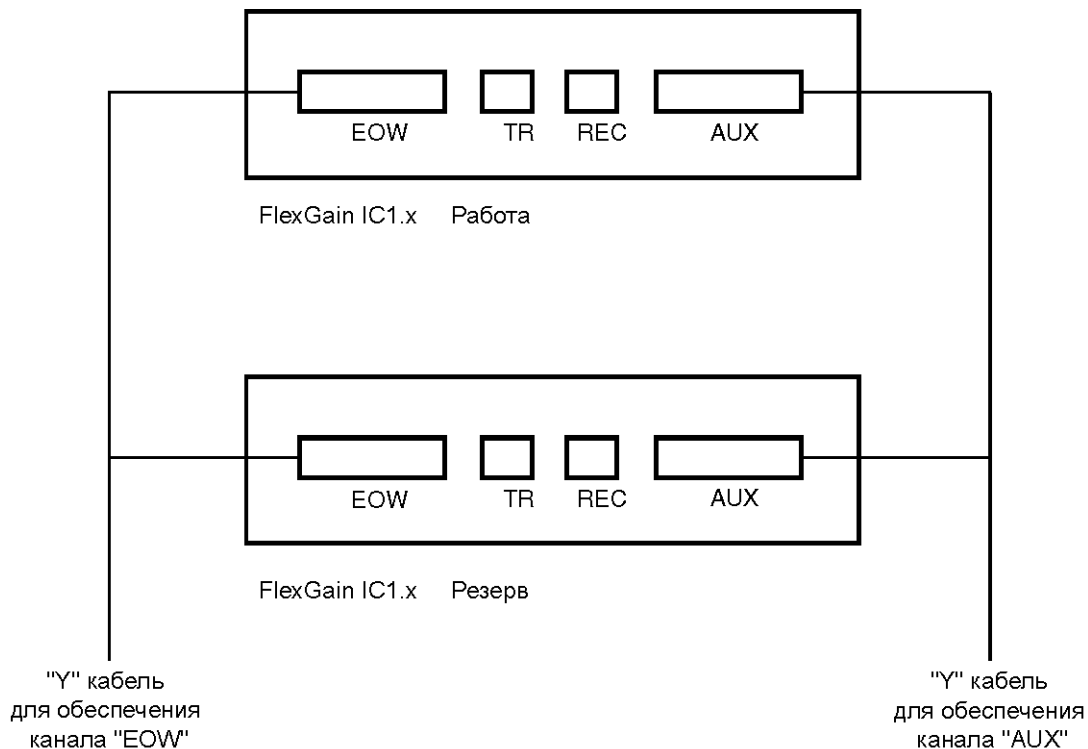 EOW TR REC AUX
FlexGain IC1.x Работа
EOW TR REC AUX
FlexGain IC1.x Резерв
"Y" кабель
для обеспечения
канала "EOW"
"Y" кабель
для обеспечения
канала "AUX"